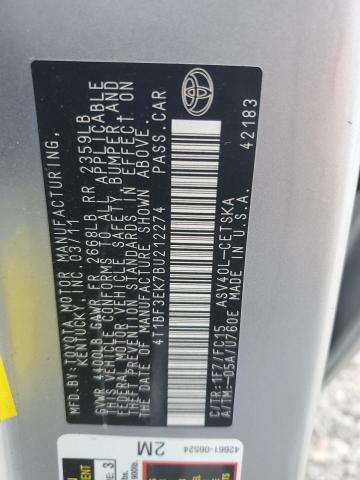 MFD.BY:TOYOTA MOTOR MANUFACTURING,
KENTUCKY, INC. 03/11
GVWR 4400LB GAWR FR 2668LB RR 2359LB
THIS VEHICLE CONFORMS TO ALL APPLICABLE
FEDERAL MOTOR VEHICLE SAFETY, BUMPER,AND
THEFT PREVENTION STANDARDS IN EFFECT ON
THE DATE OF MANUFACTURE SHOWN ABOVE.
4T1BF3EK7BU212274 PASS.CAR
C/TR:1F7/FC15 ASV40L-CETSKA
A/TM:-05A/U760E MADE IN U.S.A.
42183
42661-06524
2M